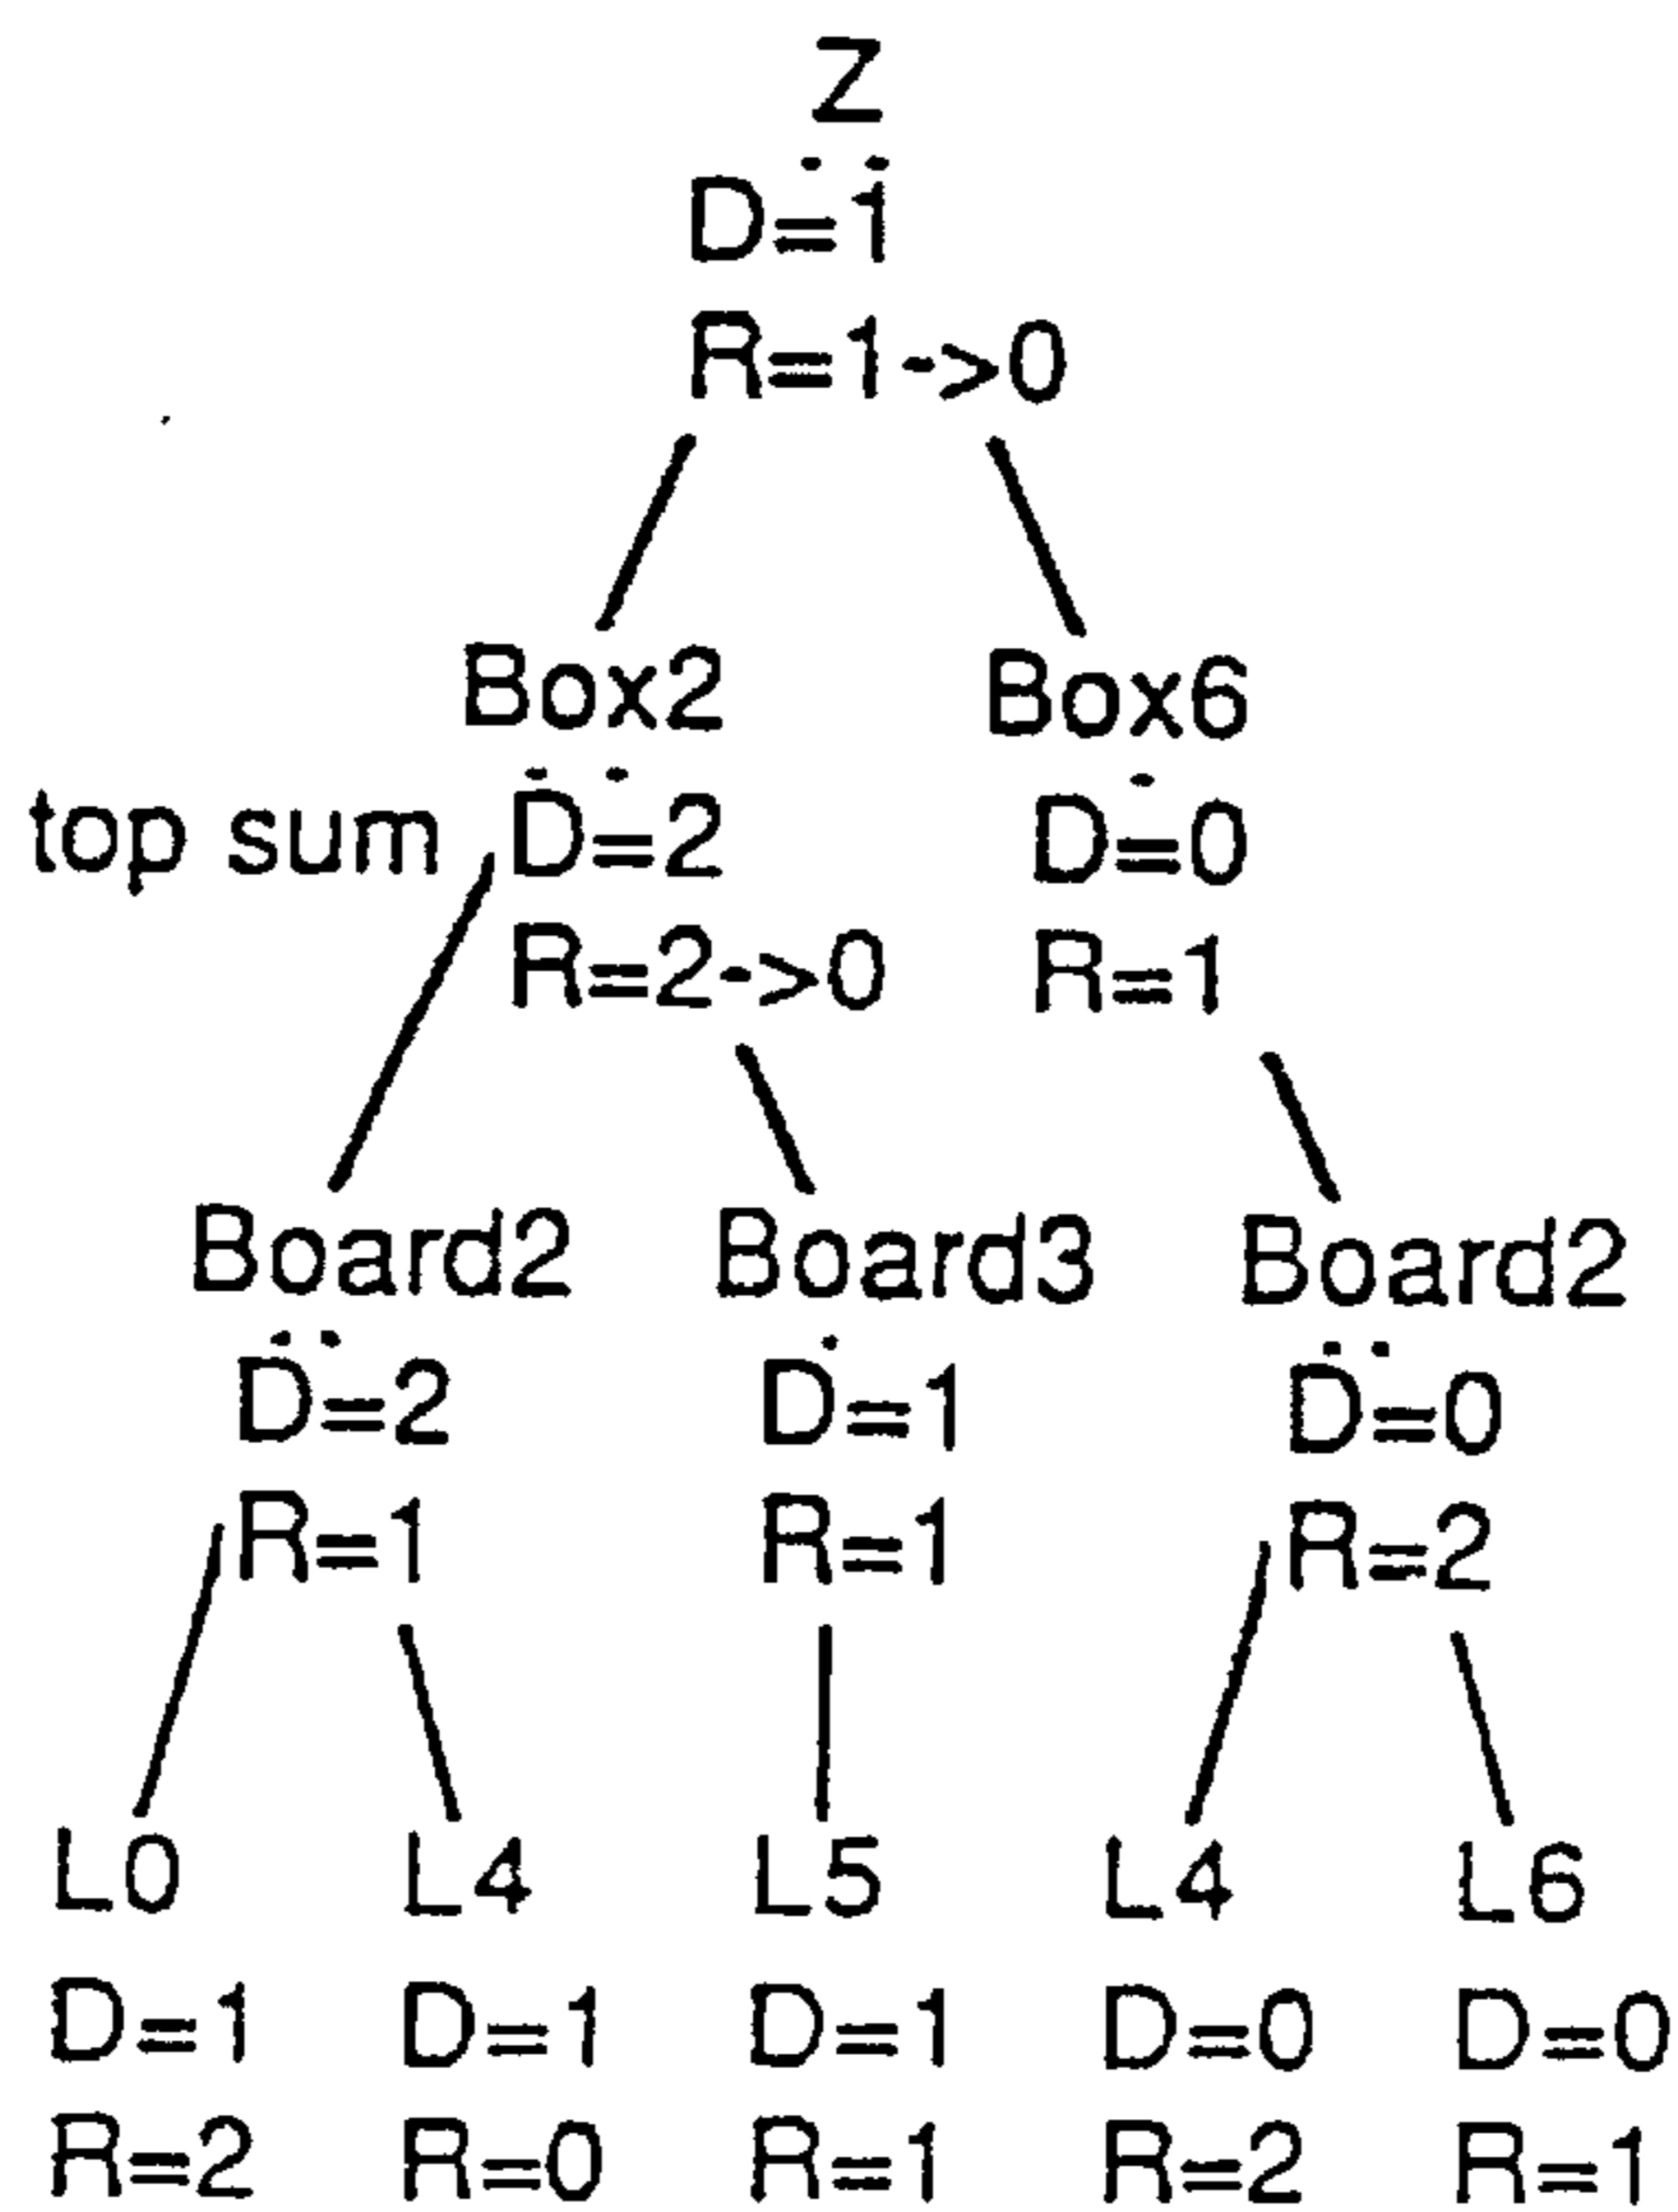 Z
D=1
R=1->0
Box2 Box6
top sum D=2 D=0
R=2->0 R=1
Board2 Board3 Board2
D=2 D=1 D=0
R=1 R=1 R=2
L0 L4 L5 L4 L6
D=1 D=1 D=1 D=0 D=0
R=2 R=0 R=1 R=2 R=1